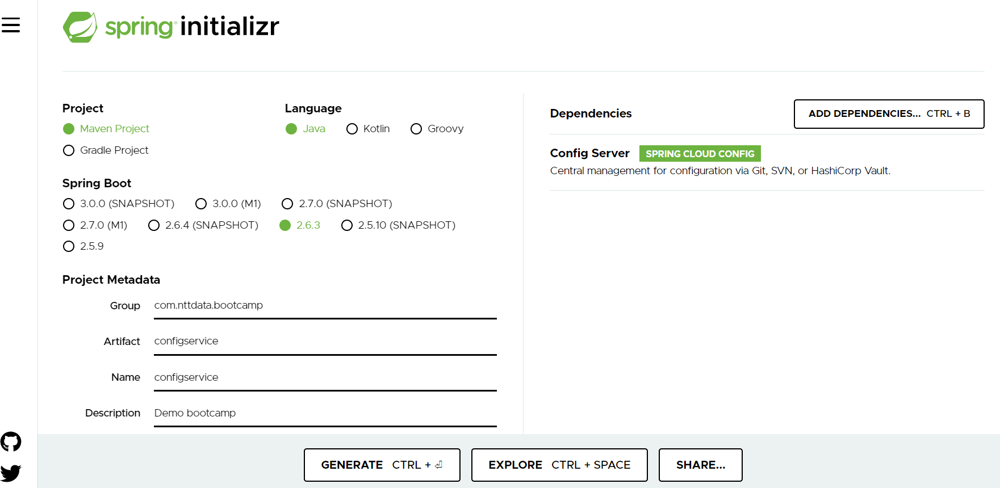 spring initializr
Project
Maven Project
Gradle Project
Language
Java Kotlin Groovy
Spring Boot
3.0.0 (SNAPSHOT) 3.0.0 (M1) 2.7.0 (SNAPSHOT)
2.7.0 (M1) 2.6.4 (SNAPSHOT) 2.6.3 2.5.10 (SNAPSHOT)
2.5.9
Project Metadata
Group com.nttdata.bootcamp
Artifact configservice
Name configservice
Description Demo bootcamp
Dependencies
ADD DEPENDENCIES... CTRL + B
Config Server SPRING CLOUD CONFIG
Central management for configuration via Git, SVN, or HashiCorp Vault.
GENERATE CTRL + ⏎
EXPLORE CTRL + SPACE
SHARE...